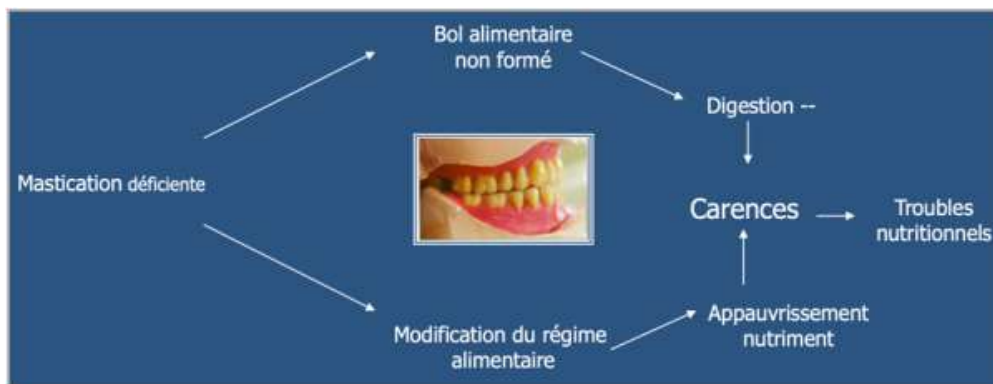 Bol alimentaire
non formé
Digestion --
Mastication déficiente
Carences
Troubles
nutritionnels
Modification du régime
alimentaire
Appauvrissement
nutriment